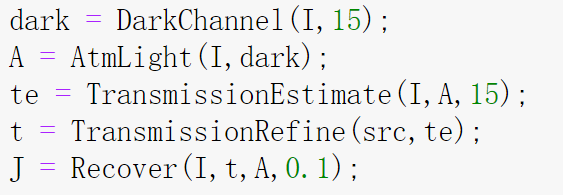 dark = DarkChannel(I,15);
A = AtmLight(I,dark);
te = TransmissionEstimate(I,A,15);
t = TransmissionRefine(src,te);
J = Recover(I,t,A,0.1);